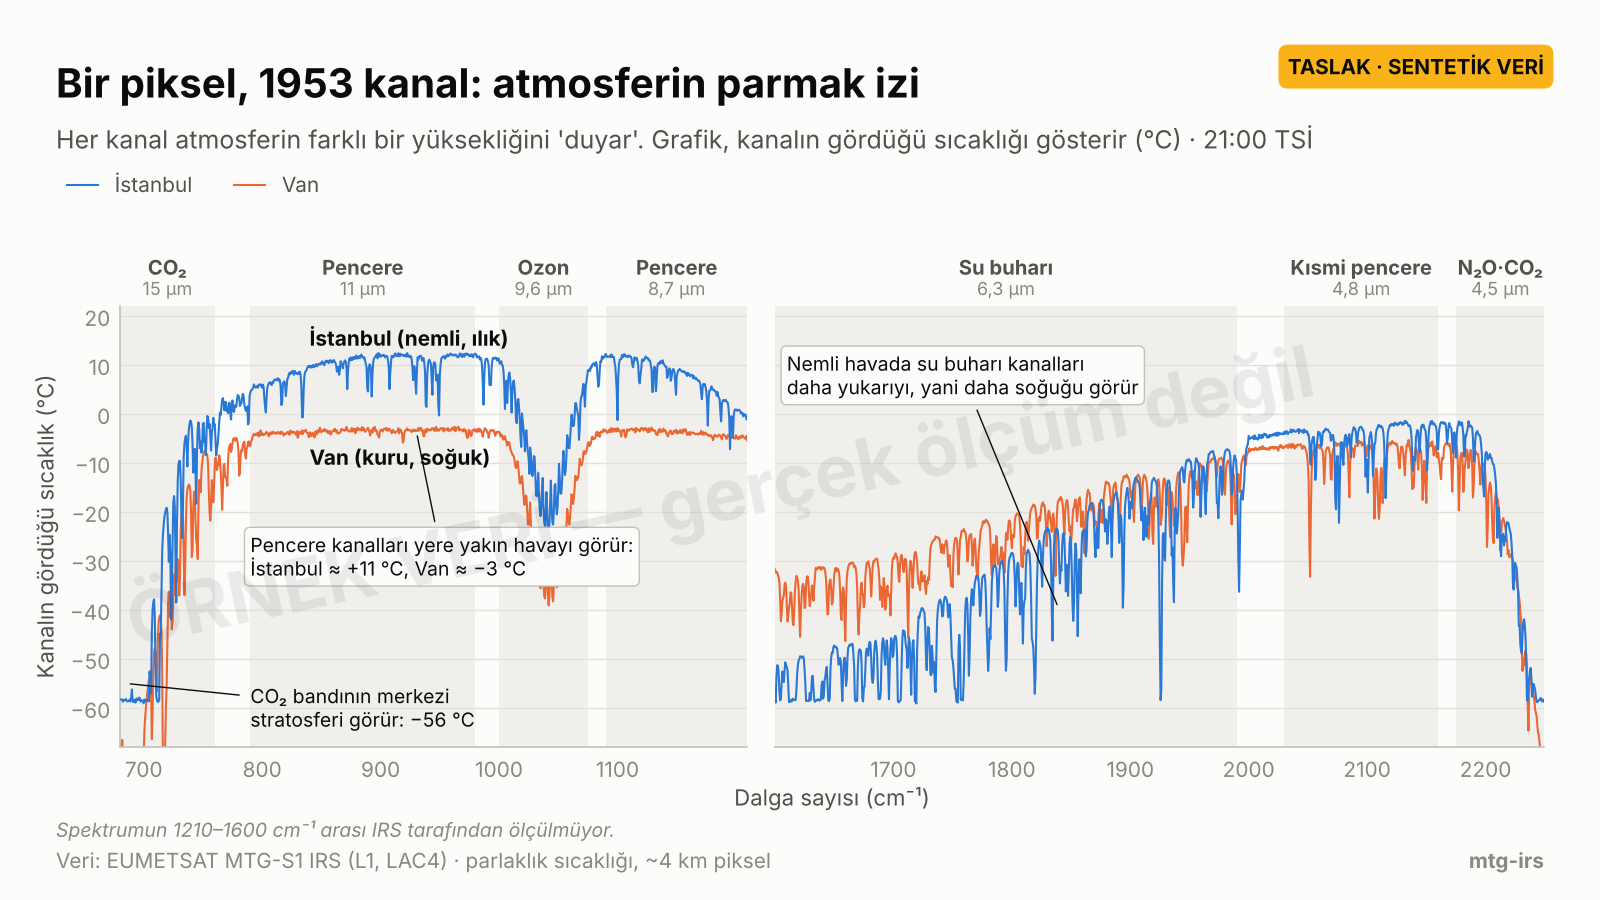 Bir piksel, 1953 kanal: atmosferin parmak izi
TASLAK · SENTETİK VERİ
Her kanal atmosferin farklı bir yüksekliğini 'duyar'. Grafik, kanalın gördüğü sıcaklığı gösterir (°C) · 21:00 TSİ
İstanbul
Van
CO₂
15 µm
Pencere
11 µm
Ozon
9,6 µm
Pencere
8,7 µm
Su buharı
6,3 µm
Kısmi pencere
4,8 µm
N₂O·CO₂
4,5 µm
Kanalın gördüğü sıcaklık (°C)
20
10
0
−10
−20
−30
−40
−50
−60
İstanbul (nemli, ılık)
Van (kuru, soğuk)
Pencere kanalları yere yakın havayı görür:
İstanbul ≈ +11 °C, Van ≈ −3 °C
CO₂ bandının merkezi
stratosferi görür: −56 °C
Nemli havada su buharı kanalları
daha yukarıyı, yani daha soğuğu görür
ÖRNEK VERİ — gerçek ölçüm değil
700
800
900
1000
1100
1700
1800
1900
2000
2100
2200
Dalga sayısı (cm⁻¹)
Spektrumun 1210–1600 cm⁻¹ arası IRS tarafından ölçülmüyor.
Veri: EUMETSAT MTG-S1 IRS (L1, LAC4) · parlaklık sıcaklığı, ~4 km piksel
mtg-irs